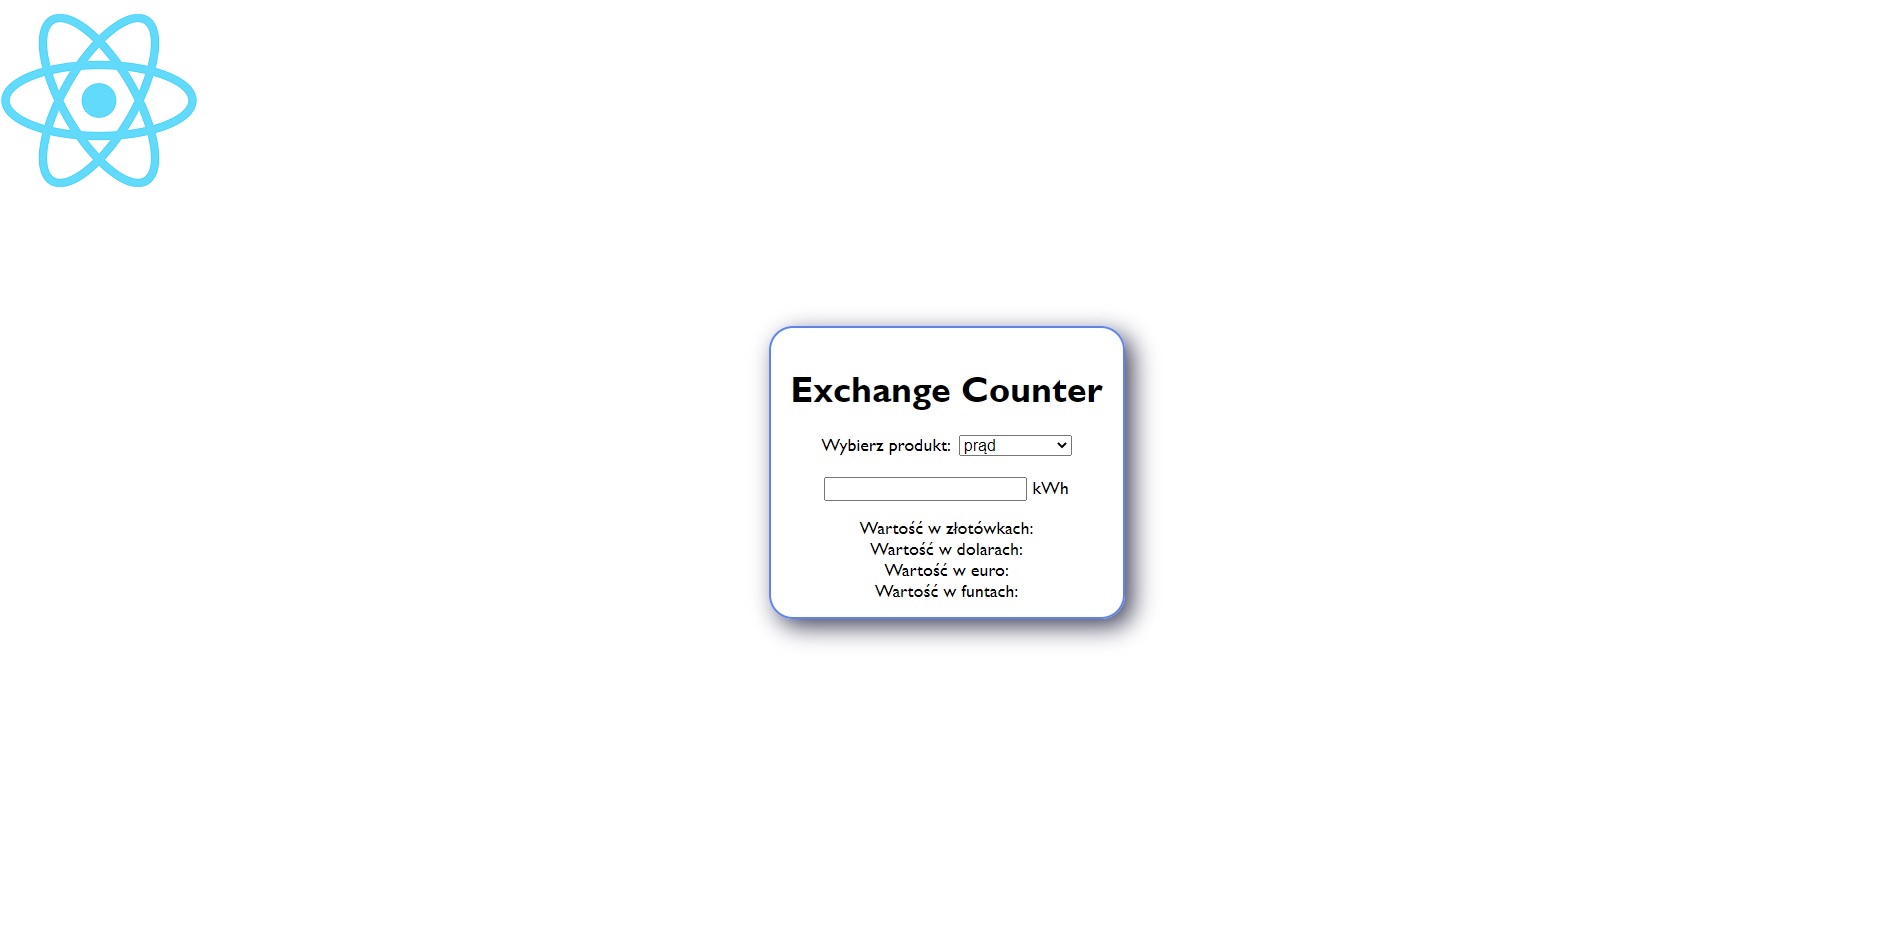 Exchange Counter
Wybierz produkt: prąd
kWh
Wartość w złotówkach:
Wartość w dolarach:
Wartość w euro:
Wartość w funtach: